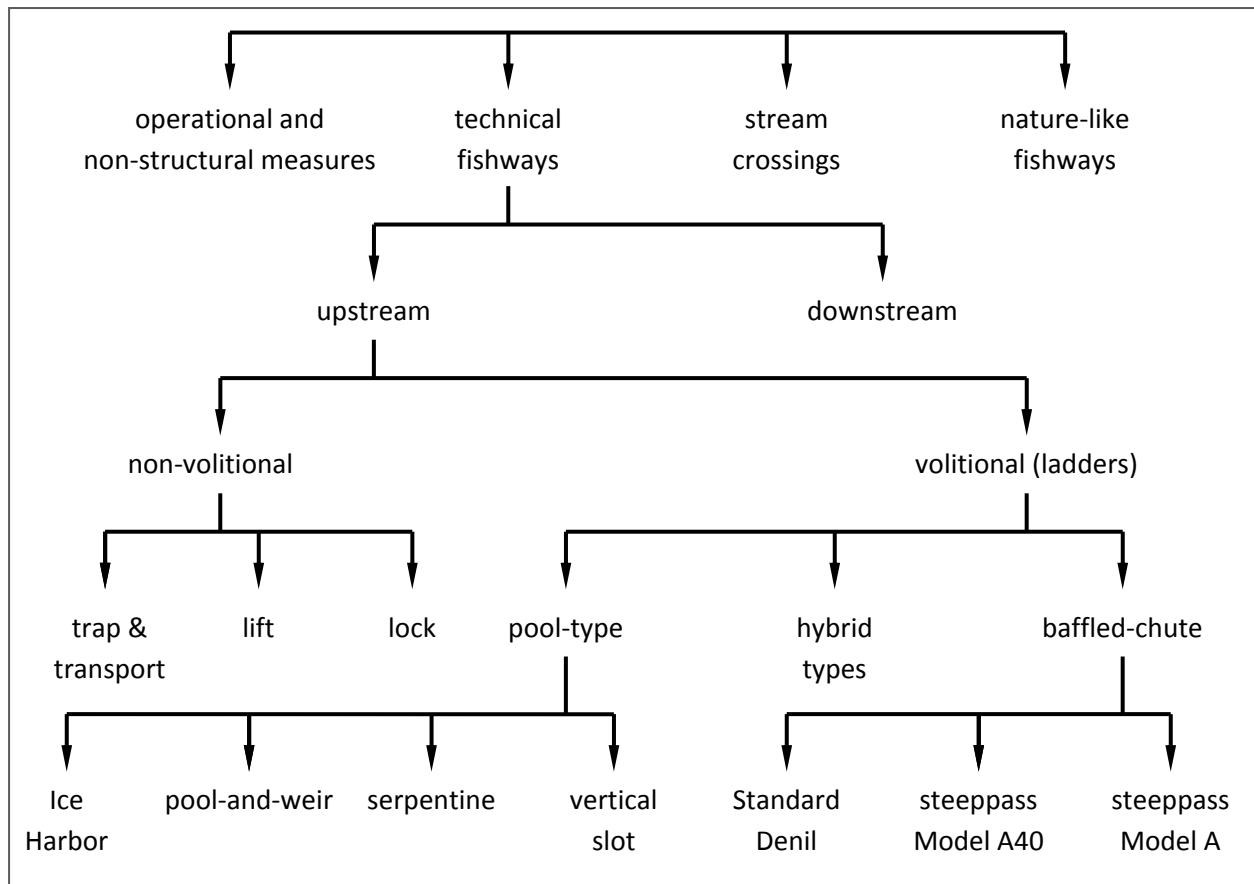 operational and
non-structural measures
technical
fishways
stream
crossings
nature-like
fishways
upstream
downstream
non-volitional
volitional (ladders)
trap &
transport
lift
lock
pool-type
hybrid
types
baffled-chute
Ice
Harbor
pool-and-weir
serpentine
vertical
slot
Standard
Denil
steeppass
Model A40
steeppass
Model A